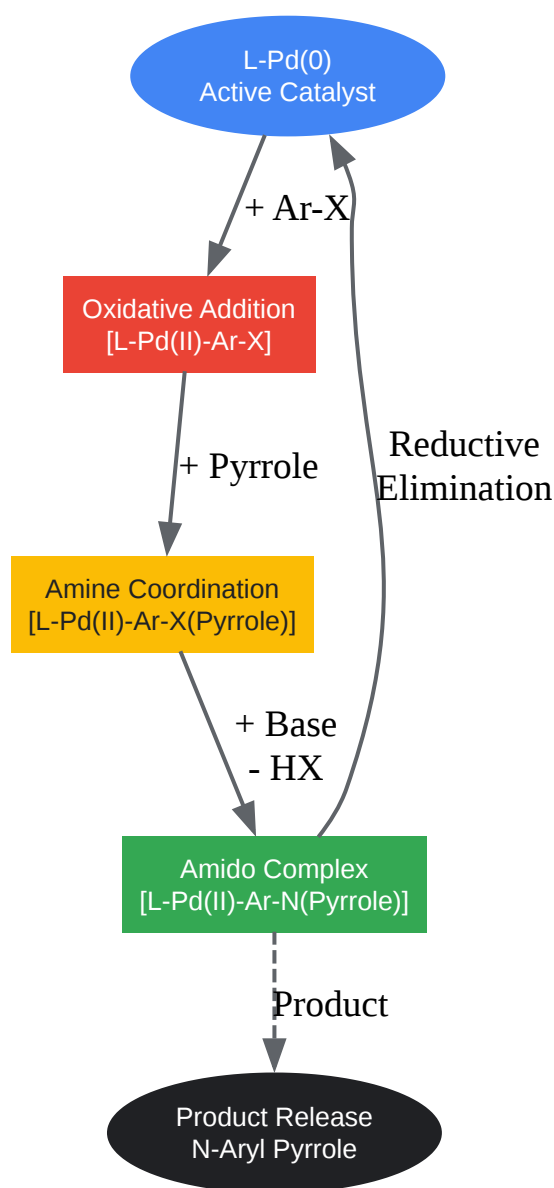 L-Pd(0)
Active Catalyst
+ Ar-X
Oxidative Addition
[L-Pd(II)-Ar-X]
+ Pyrrole
Reductive
Elimination
Amine Coordination
[L-Pd(II)-Ar-X(Pyrrole)]
+ Base
- HX
Amido Complex
[L-Pd(II)-Ar-N(Pyrrole)]
Product
Product Release
N-Aryl Pyrrole